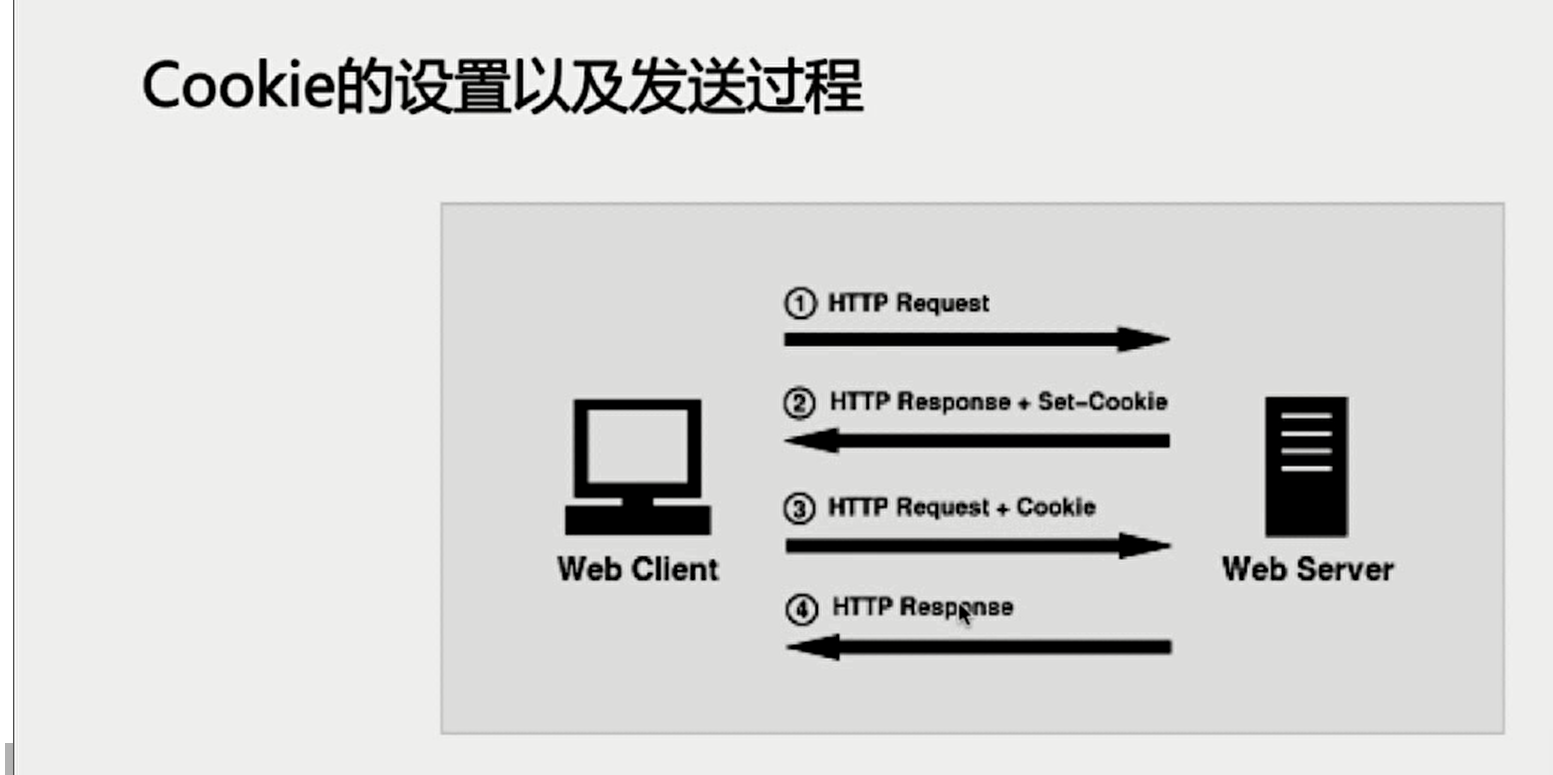 Cookie的设置以及发送过程
① HTTP Request
② HTTP Response + Set-Cookie
③ HTTP Request + Cookie
Web Client
Web Server
④ HTTP Response